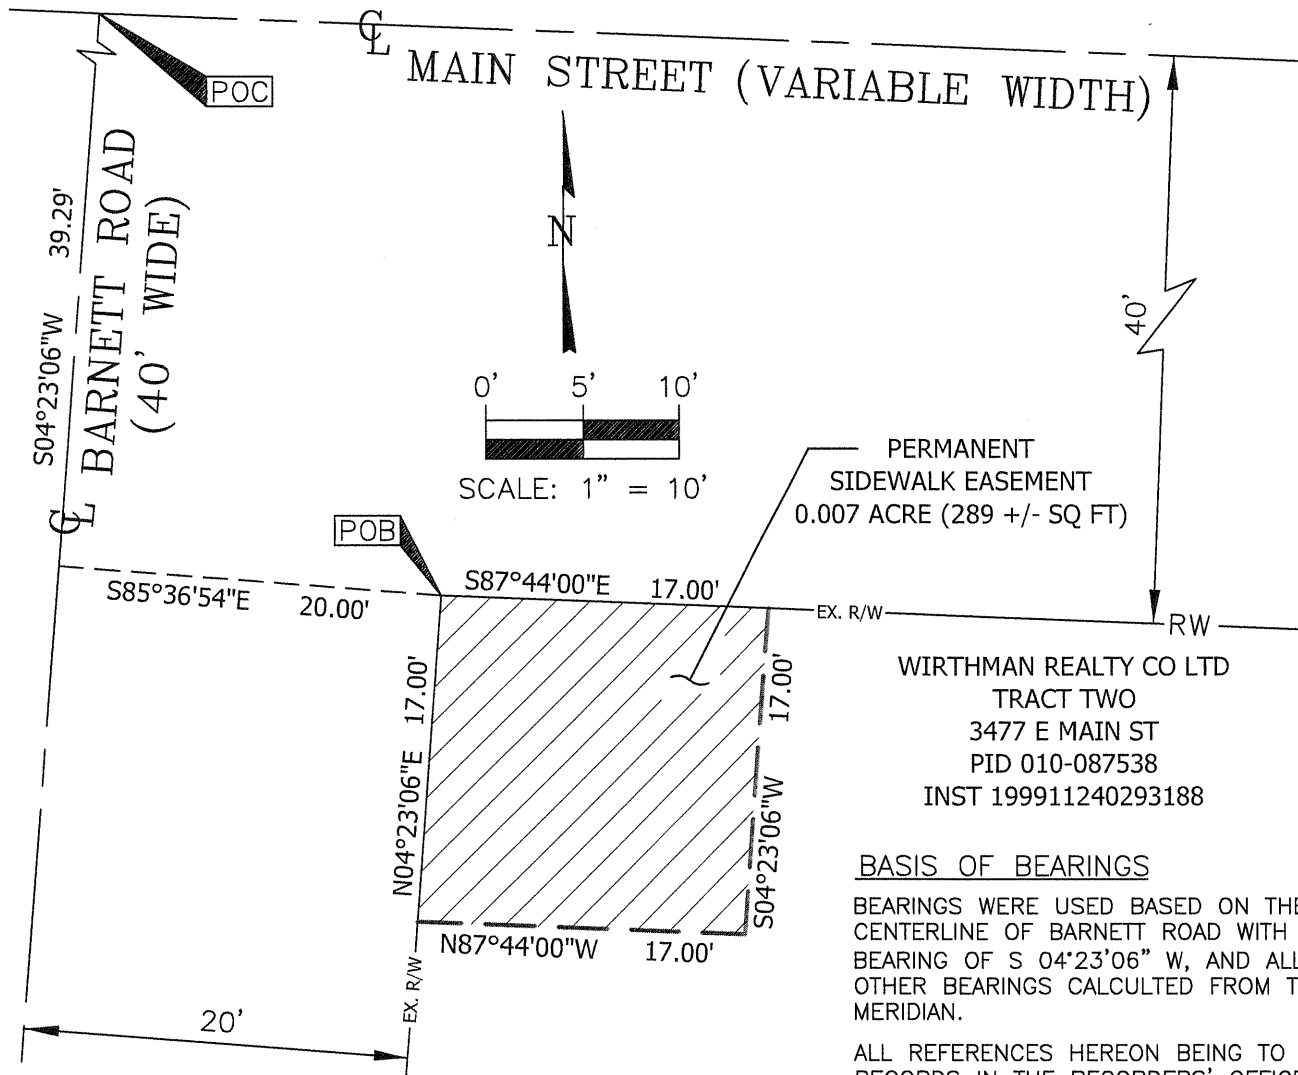 ℄
MAIN STREET (VARIABLE WIDTH)
POC
BARNETT ROAD
(40' WIDE)
S04°23'06"W 39.29'
℄
N
40'
0' 5' 10'
SCALE: 1" = 10'
PERMANENT
SIDEWALK EASEMENT
0.007 ACRE (289 +/- SQ FT)
POB
S85°36'54"E 20.00'
S87°44'00"E 17.00'
EX. R/W
RW
N04°23'06"E 17.00'
S04°23'06"W 17.00'
N87°44'00"W 17.00'
EX. R/W
20'
WIRTHMAN REALTY CO LTD
TRACT TWO
3477 E MAIN ST
PID 010-087538
INST 199911240293188
BASIS OF BEARINGS
BEARINGS WERE USED BASED ON THE
CENTERLINE OF BARNETT ROAD WITH
BEARING OF S 04°23'06" W, AND ALL
OTHER BEARINGS CALCULTED FROM T
MERIDIAN.
ALL REFERENCES HEREON BEING TO
RECORDS IN THE RECORDERS' OFFICE